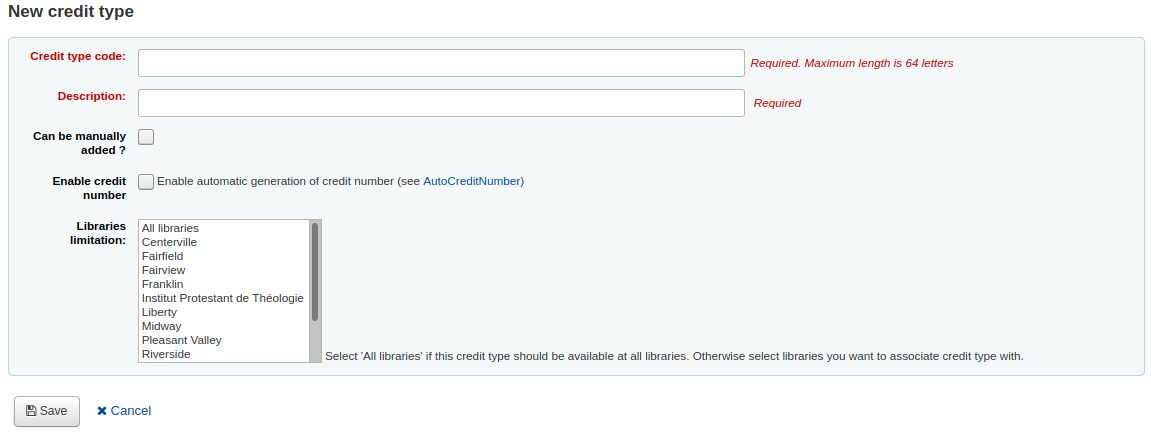 New credit type
Credit type code:
Required. Maximum length is 64 letters
Description:
Required
Can be manually
added ?
Enable credit
number
Enable automatic generation of credit number (see AutoCreditNumber)
Libraries
limitation:
All libraries
Centerville
Fairfield
Fairview
Franklin
Institut Protestant de Théologie
Liberty
Midway
Pleasant Valley
Riverside
Select 'All libraries' if this credit type should be available at all libraries. Otherwise select libraries you want to associate credit type with.
Save
Cancel